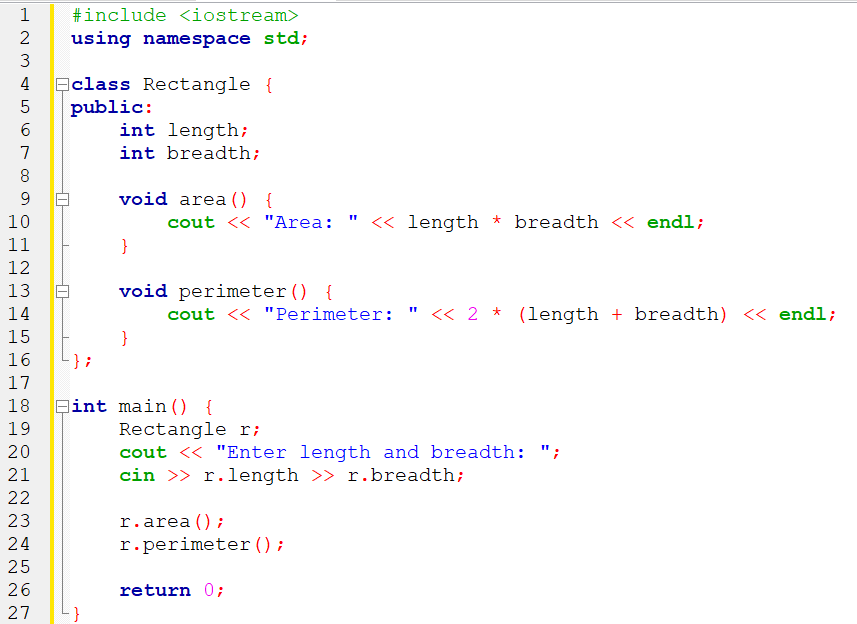 1 #include <iostream>
2 using namespace std;
3
4 class Rectangle {
5 public:
6     int length;
7     int breadth;
8
9     void area() {
10         cout << "Area: " << length * breadth << endl;
11     }
12
13     void perimeter() {
14         cout << "Perimeter: " << 2 * (length + breadth) << endl;
15     }
16 };
17
18 int main() {
19     Rectangle r;
20     cout << "Enter length and breadth: ";
21     cin >> r.length >> r.breadth;
22
23     r.area();
24     r.perimeter();
25
26     return 0;
27 }